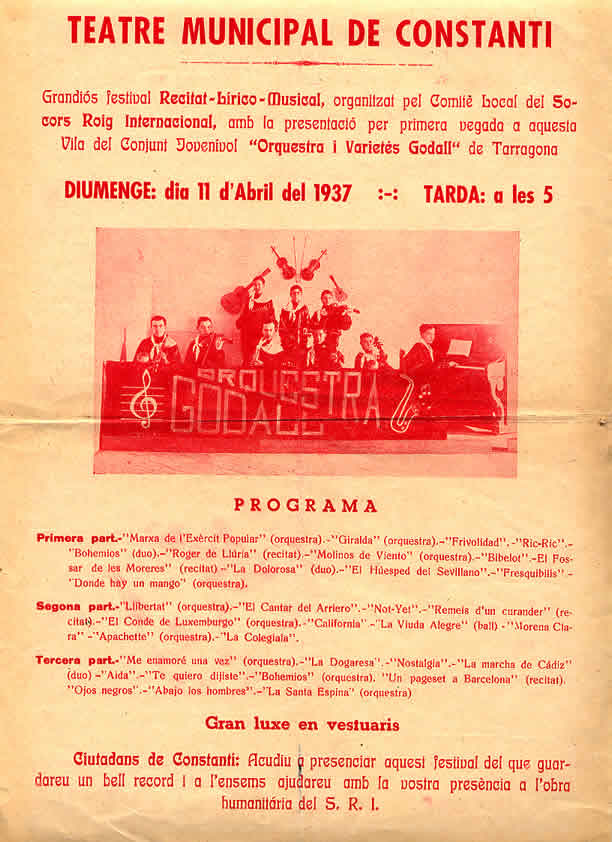 TEATRE MUNICIPAL DE CONSTANTI
Grandiós festival Recitat-Lirico-Musical, organitzat pel Comitè Local del So-
cors Roig Internacional, amb la presentació per primera vegada a aquesta
Vila del Conjunt Jovenivol "Orquestra i Varietés Godall" de Tarragona
DIUMENGE: dia 11 d'Abril del 1937 :-: TARDA: a les 5
ORQUESTRA
GODALL
PROGRAMA
Primera part.-"Marxa de l'Exèrcit Popular" (orquestra).-"Giralda" (orquestra).-"Frivolidad".-"Ric-Ric".-
"Bohemios" (duo).-"Roger de Llúria" (recitat).-"Molinos de Viento" (orquestra).-"Bibelot".-El Fos-
sar de les Moreres" (recitat)-"La Dolorosa" (duo).-"El Húesped del Sevillano".-"Fresquibilis".-
"Donde hay un mango" (orquestra).
Segona part.-"Llibertat" (orquestra).-"El Cantar del Arriero".-"Not-Yet".-"Remeis d'un curander" (re-
citat).-"El Conde de Luxemburgo" (orquestra).-"California".-"La Viuda Alegre" (ball)-"Morena Cla-
ra"-"Apachette" (orquestra).-"La Colegiala".
Tercera part.-"Me enamoré una vez" (orquestra).-"La Dogaresa".-"Nostalgia".-"La marcha de Cádiz"
(duo)-"Aida".-"Te quiero dijiste".-"Bohemios" (orquestra). "Un pageset a Barcelona" (recitat)
"Ojos negros".-"Abajo los hombres".-"La Santa Espina" (orquestra)
Gran luxe en vestuaris
Ciutadans de Constanti: Acudiu a presenciar aquest festival del que guar-
dareu un bell record i a l'ensems ajudareu amb la vostra presència a l'obra
humanitária del S. R. I.